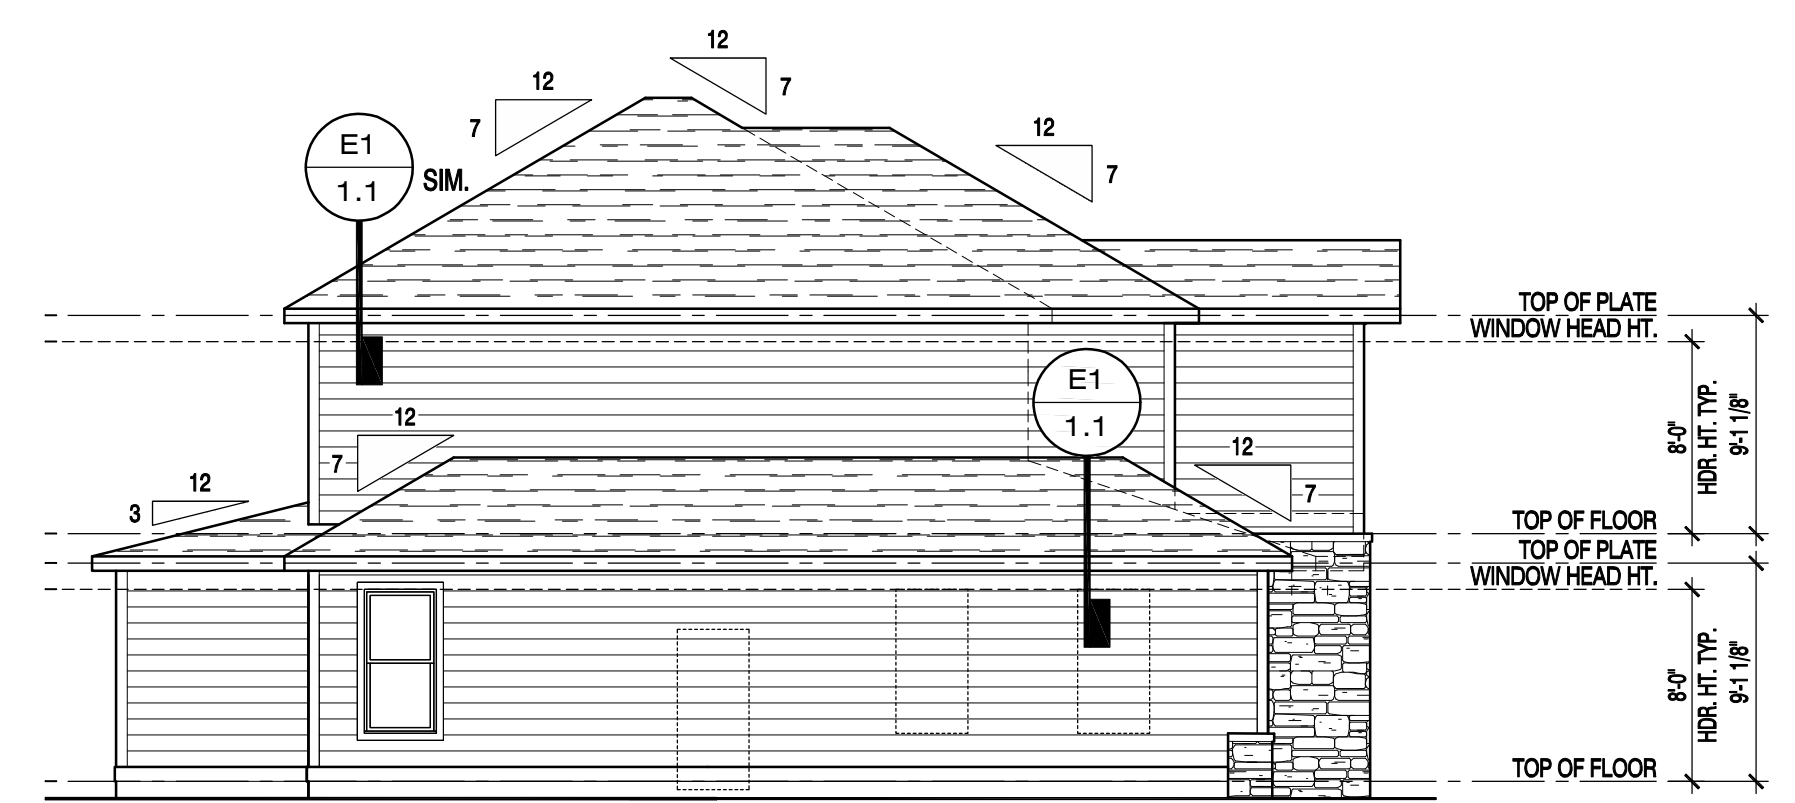 12
7
12
7
E1
1.1
SIM.
12
7
TOP OF PLATE
WINDOW HEAD HT.
E1
1.1
8'-0"
HDR. HT. TYP.
9'-1 1/8"
12
7
12
7
12
3
TOP OF FLOOR
TOP OF PLATE
WINDOW HEAD HT.
8'-0"
HDR. HT. TYP.
9'-1 1/8"
TOP OF FLOOR